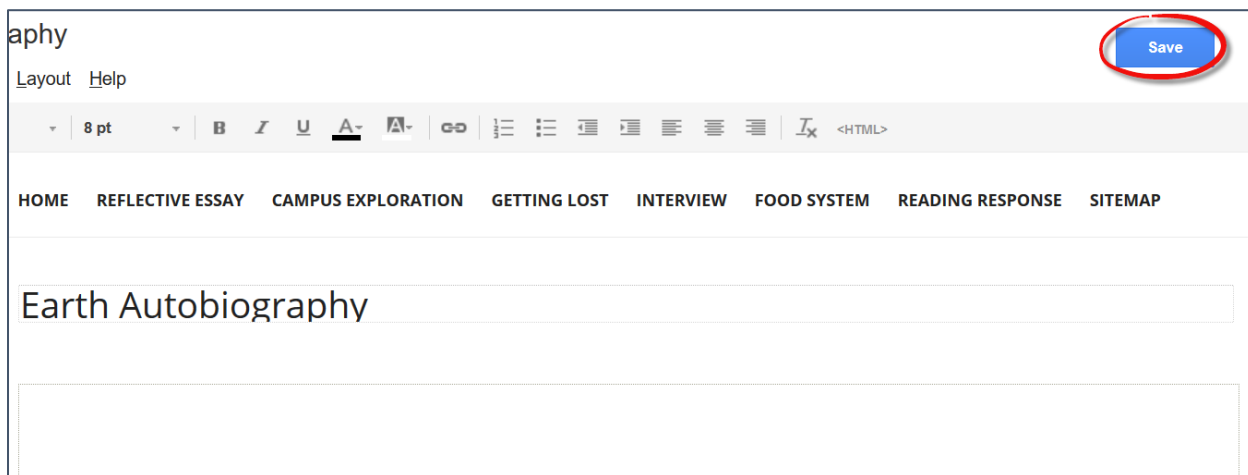 aphy
Save
Layout Help
8 pt B I U A A <HTML>
HOME REFLECTIVE ESSAY CAMPUS EXPLORATION GETTING LOST INTERVIEW FOOD SYSTEM READING RESPONSE SITEMAP
Earth Autobiography